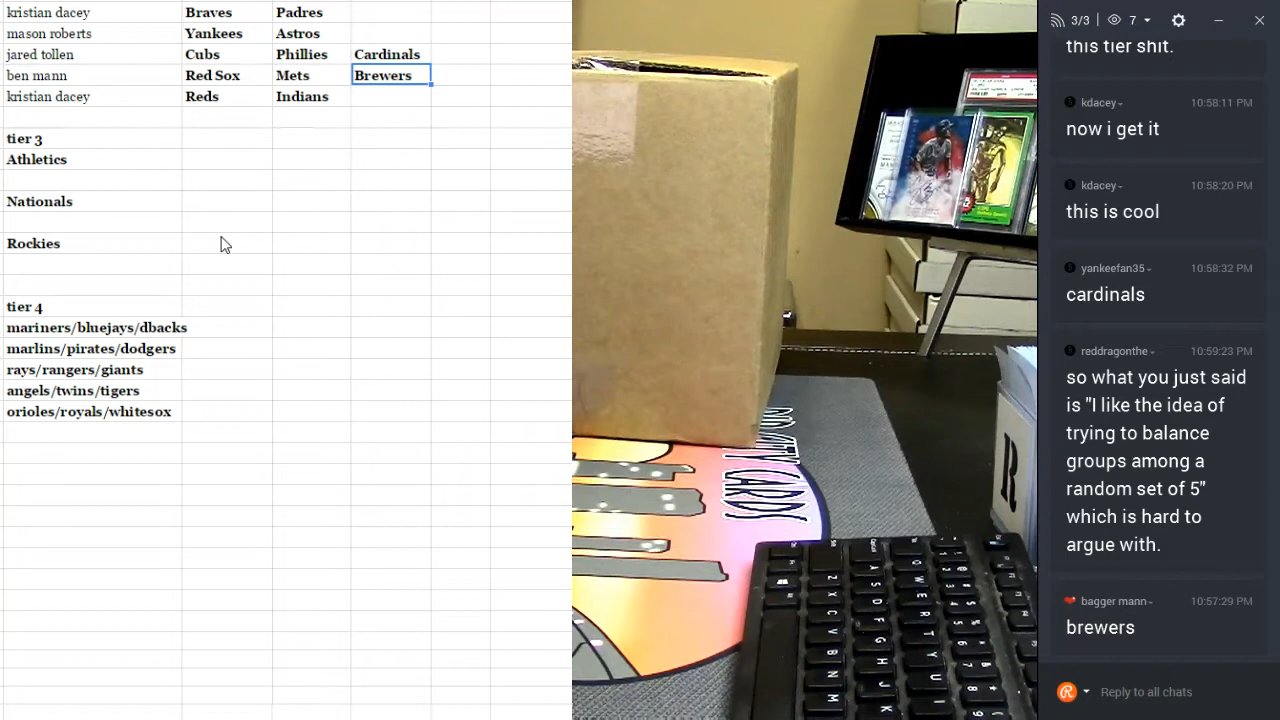 kristian dacey Braves Padres
mason roberts Yankees Astros
jared tollen Cubs Phillies Cardinals
ben mann Red Sox Mets Brewers
kristian dacey Reds Indians
tier 3
Athletics
Nationals
Rockies
tier 4
mariners/bluejays/dbacks
marlins/pirates/dodgers
rays/rangers/giants
angels/twins/tigers
orioles/royals/whitesox
CARDS
R
3/3 | 7
this tier shit.
kdacey 10:58:11 PM
now i get it
kdacey 10:58:20 PM
this is cool
yankeefan35 10:58:32 PM
cardinals
reddragonthe 10:59:23 PM
so what you just said
is "I like the idea of
trying to balance
groups among a
random set of 5"
which is hard to
argue with.
bagger mann 10:57:29 PM
brewers
Reply to all chats